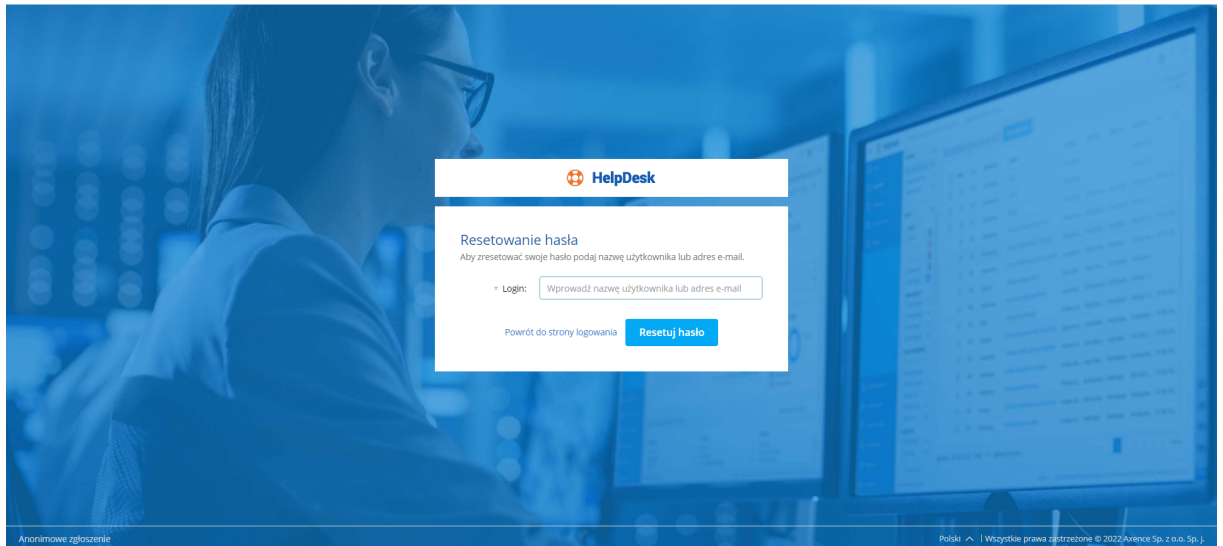 HelpDesk
Resetowanie hasła
Aby zresetować swoje hasło podaj nazwę użytkownika lub adres e-mail.
* Login: Wprowadź nazwę użytkownika lub adres e-mail
Powrót do strony logowania Resetuj hasło
Anonimowe zgłoszenie Polski | Wszystkie prawa zastrzeżone © 2022 Axence Sp. z o.o. Sp. j.